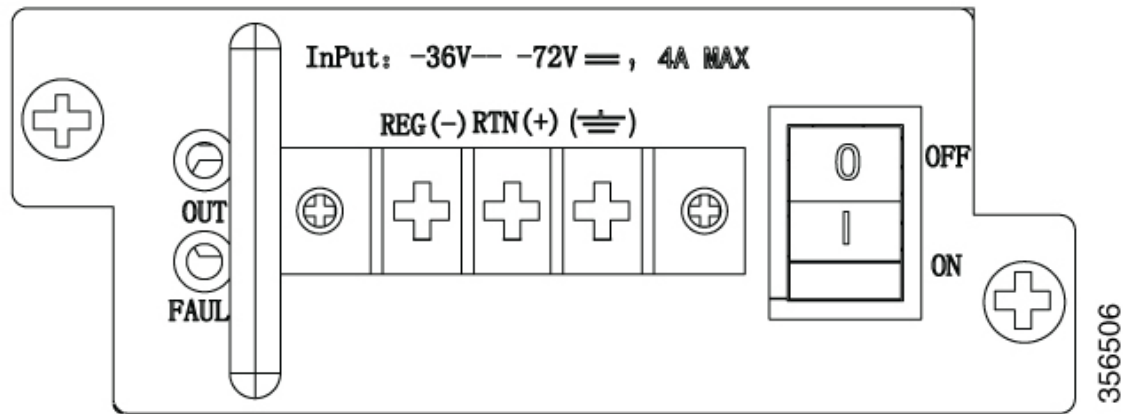 InPut: -36V-- -72V⎓, 4A MAX
REG(-) RTN(+) (⏚)
OUT
FAUL
0
OFF
I
ON
356506